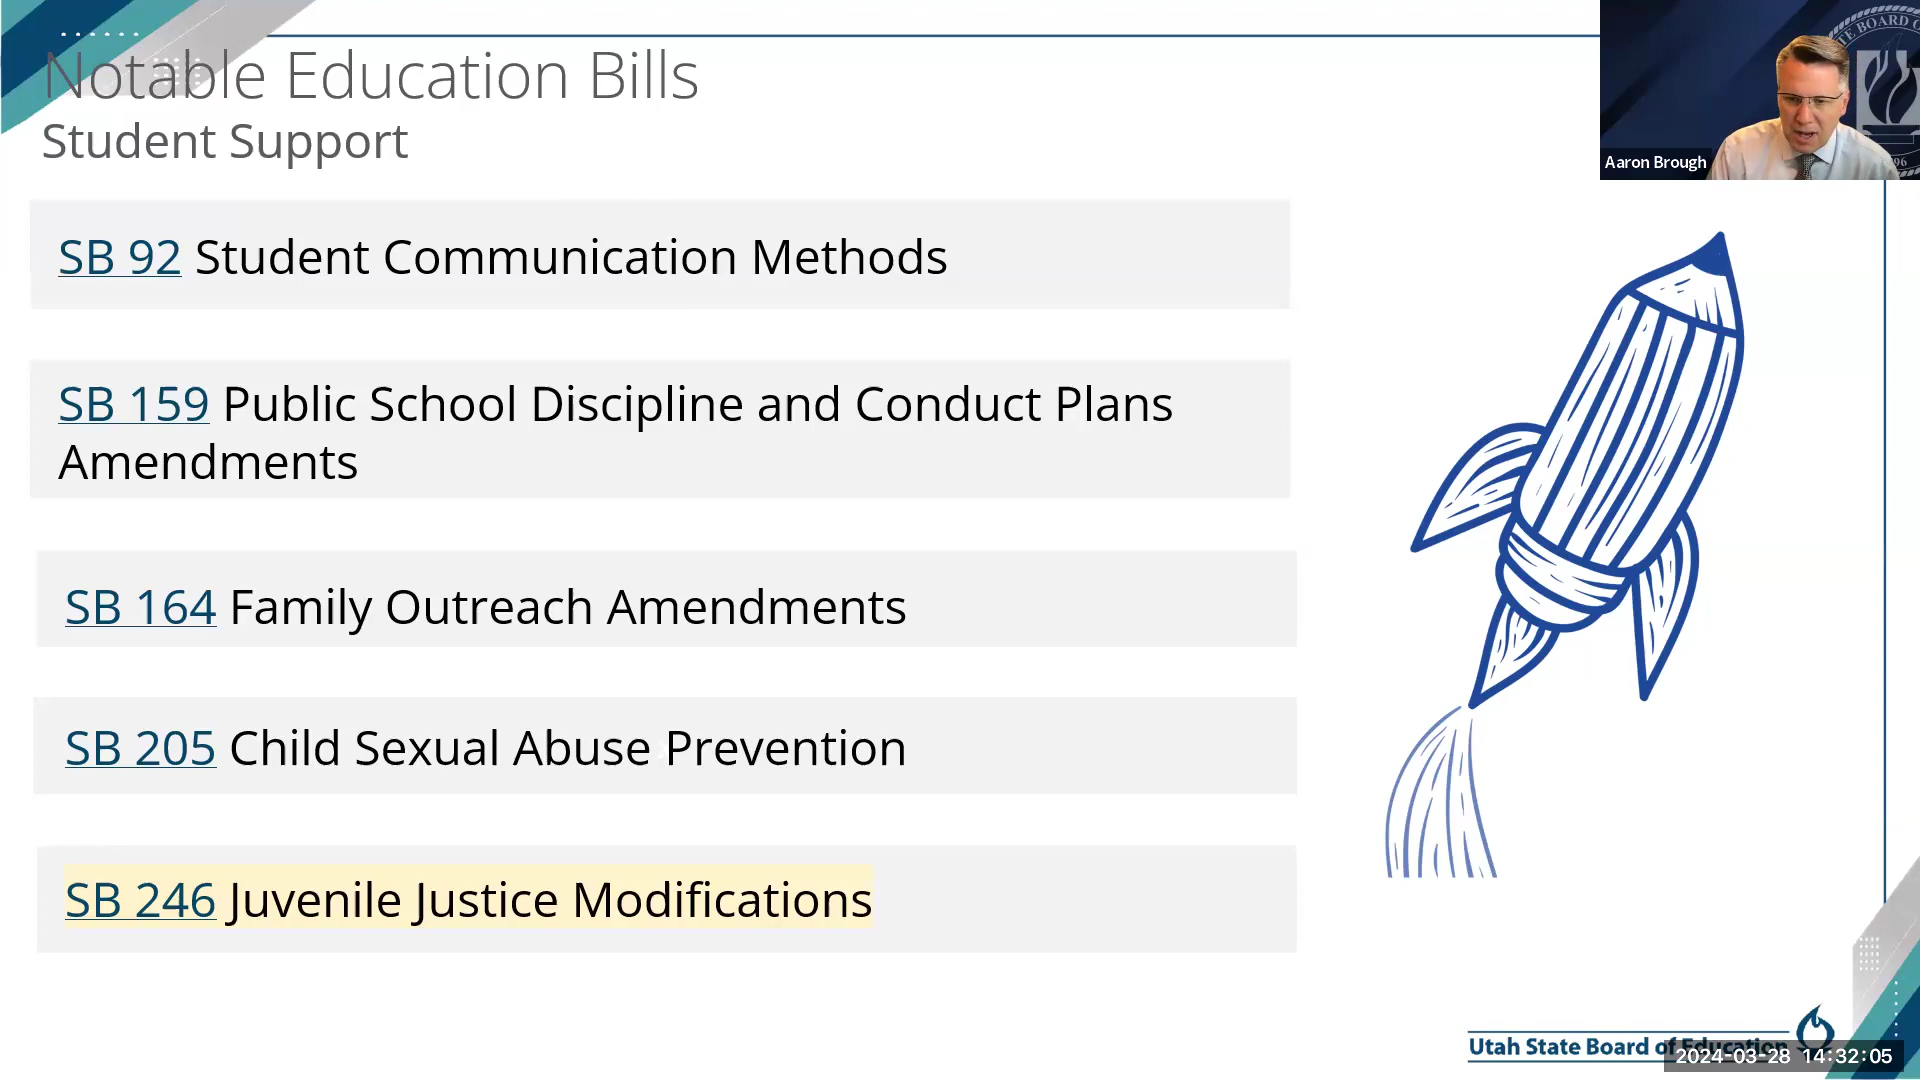 Notable Education Bills
Student Support
Aaron Brough
SB 92 Student Communication Methods
SB 159 Public School Discipline and Conduct Plans
Amendments
SB 164 Family Outreach Amendments
SB 205 Child Sexual Abuse Prevention
SB 246 Juvenile Justice Modifications
Utah State Board of Education
2024-03-28 14:32:05